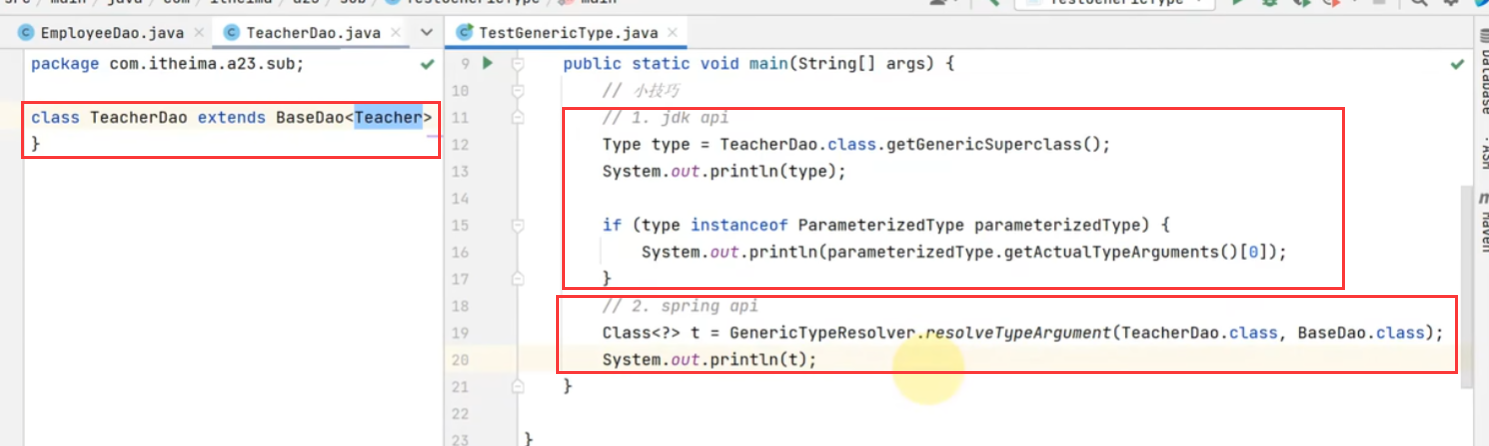 EmployeeDao.java
TeacherDao.java
TestGenericType.java
package com.itheima.a23.sub;
class TeacherDao extends BaseDao<Teacher>
}
9 public static void main(String[] args) {
10 // 小技巧
11 // 1. jdk api
12 Type type = TeacherDao.class.getGenericSuperclass();
13 System.out.println(type);
14
15 if (type instanceof ParameterizedType parameterizedType) {
16 System.out.println(parameterizedType.getActualTypeArguments()[0]);
17 }
18 // 2. spring api
19 Class<?> t = GenericTypeResolver.resolveTypeArgument(TeacherDao.class, BaseDao.class);
20 System.out.println(t);
21 }
22
23 }
Database